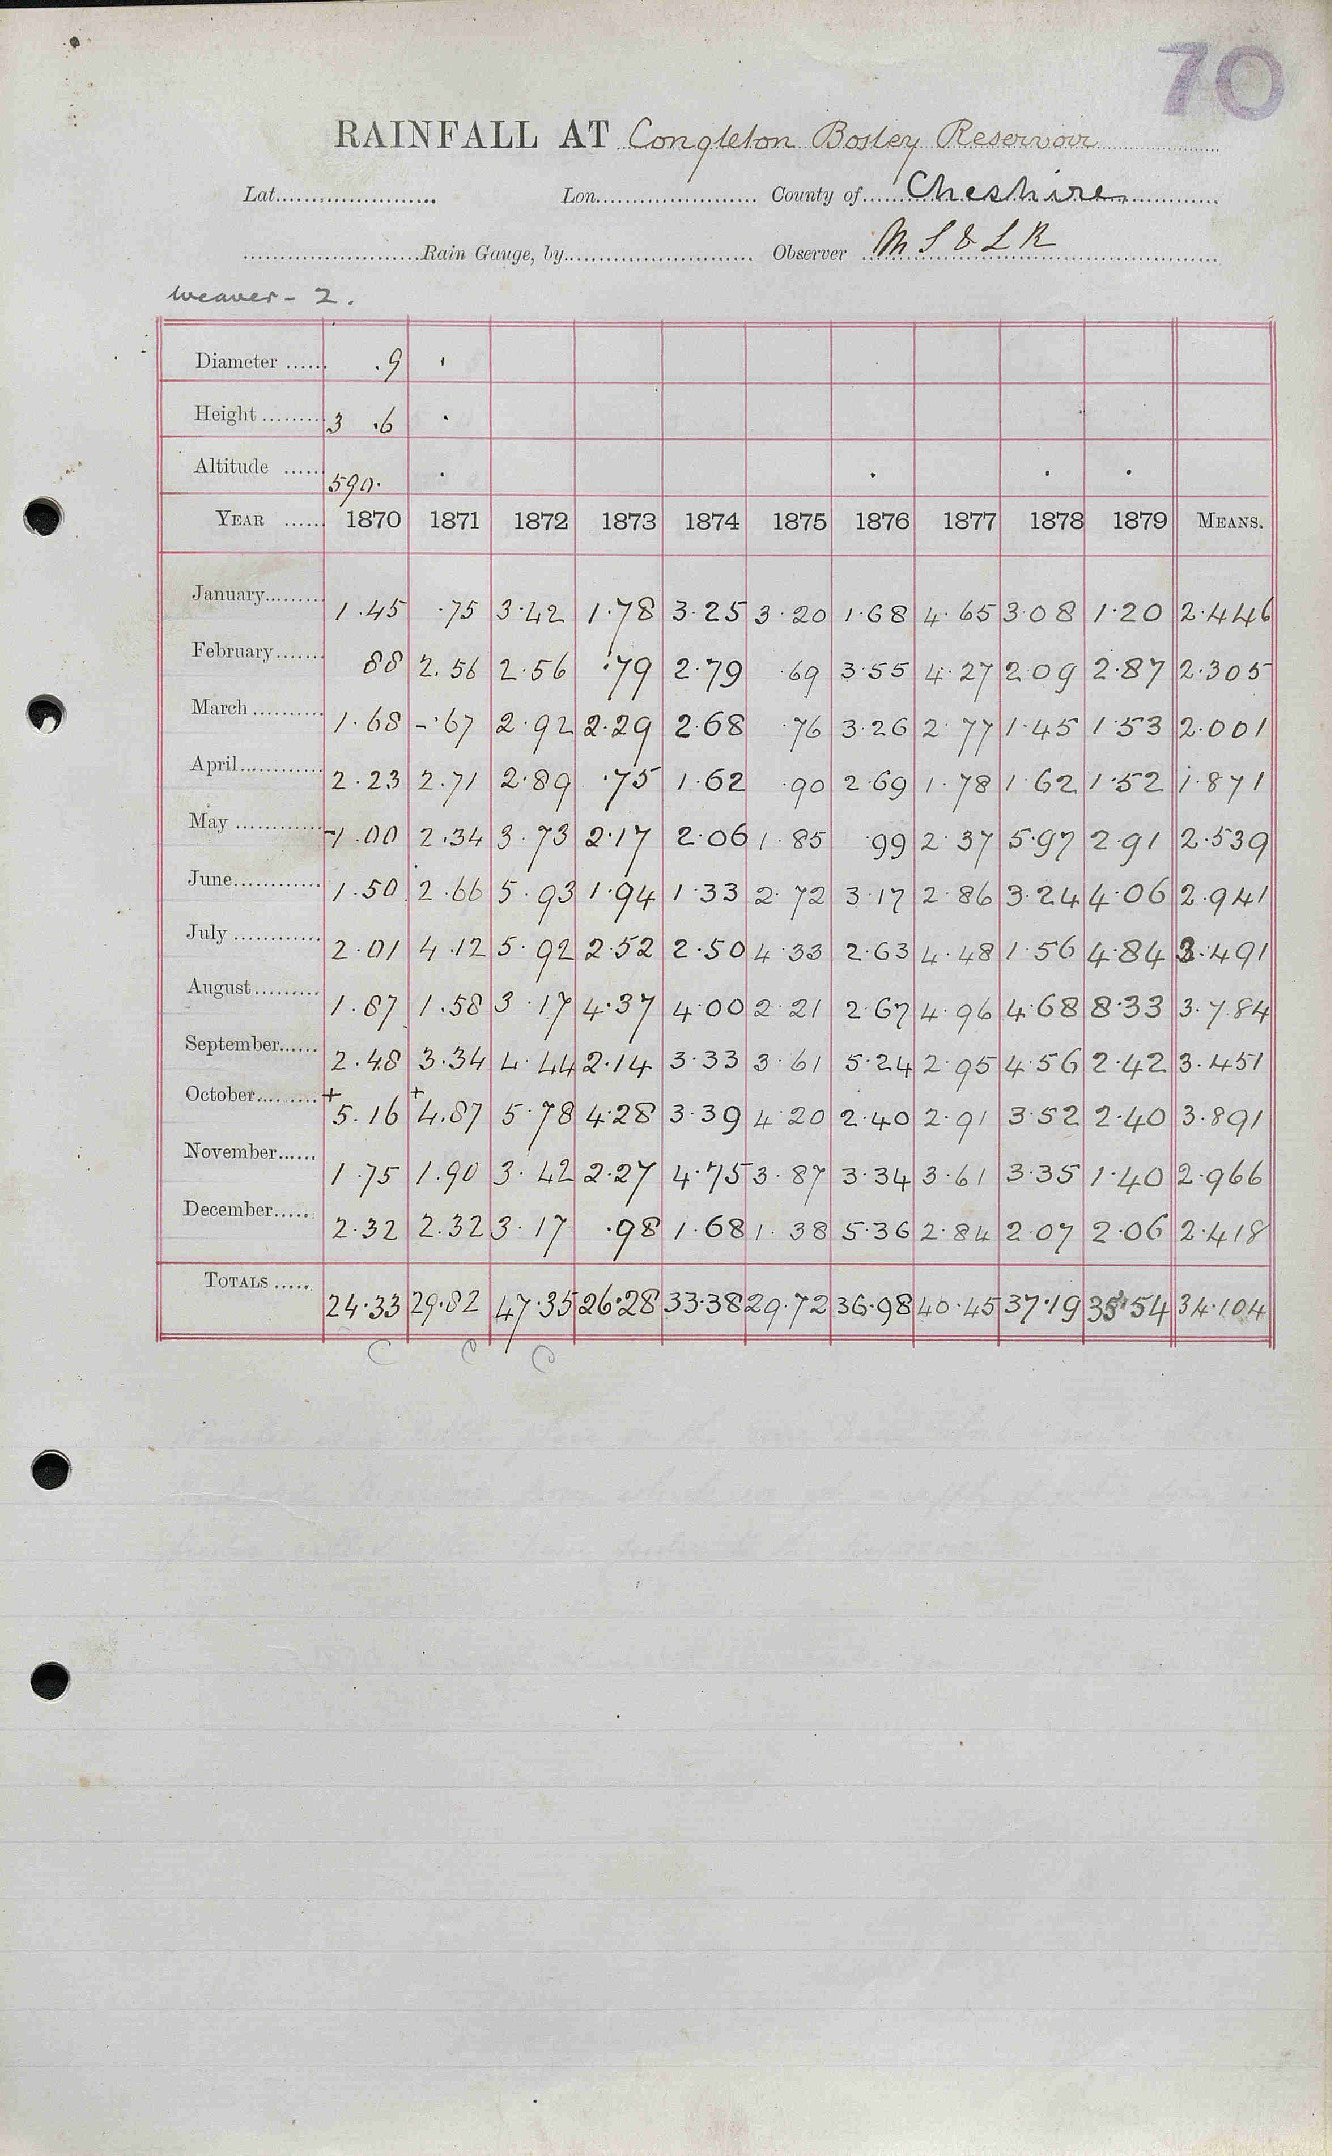 70
RAINFALL AT Congleton Bosley Reservoir
Lat. Lon. County of Cheshire
Rain Gauge, by Observer M S & L R
Weaver - 2.
Diameter .9
Height 3 .6
Altitude 590.
YEAR 1870 1871 1872 1873 1874 1875 1876 1877 1878 1879 MEANS.
January 1.45 .75 3.42 1.78 3.25 3.20 1.68 4.65 3.08 1.20 2.446
February 88 2.56 2.56 .79 2.79 .69 3.55 4.27 2.09 2.87 2.305
March 1.68 - .67 2.92 2.29 2.68 .76 3.26 2.77 1.45 1.53 2.001
April 2.23 2.71 2.89 .75 1.62 .90 2.69 1.78 1.62 1.52 1.871
May -1.00 2.34 3.73 2.17 2.06 1.85 .99 2.37 5.97 2.91 2.539
June 1.50 2.66 5.93 1.94 1.33 2.72 3.17 2.86 3.24 4.06 2.941
July 2.01 4.12 5.92 2.52 2.50 4.33 2.63 4.48 1.56 4.84 3.491
August 1.87 1.58 3.17 4.37 4.00 2.21 2.67 4.96 4.68 8.33 3.784
September 2.48 3.34 4.44 2.14 3.33 3.61 5.24 2.95 4.56 2.42 3.451
October +5.16 +4.87 5.78 4.28 3.39 4.20 2.40 2.91 3.52 2.40 3.891
November 1.75 1.90 3.42 2.27 4.75 3.87 3.34 3.61 3.35 1.40 2.966
December 2.32 2.32 3.17 .98 1.68 1.38 5.36 2.84 2.07 2.06 2.418
TOTALS 24.33 29.82 47.35 26.28 33.38 29.72 36.98 40.45 37.19 35.54 34.104
C C C